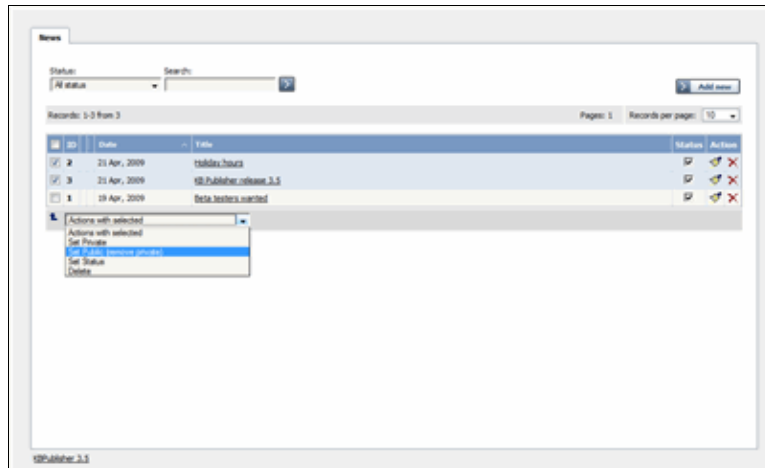 News
Status: Search:
All status
Add new
Records: 1-3 from 3 Pages: 1 Records per page: 10
ID Date Title Status Action
2 21 Apr, 2009 Holiday hours
3 21 Apr, 2009 KB Publisher release 3.5
1 19 Apr, 2009 Beta testers wanted
Actions with selected
Actions with selected
Set Private
Set Public (remove private)
Set Status
Delete
KBPublisher 3.5